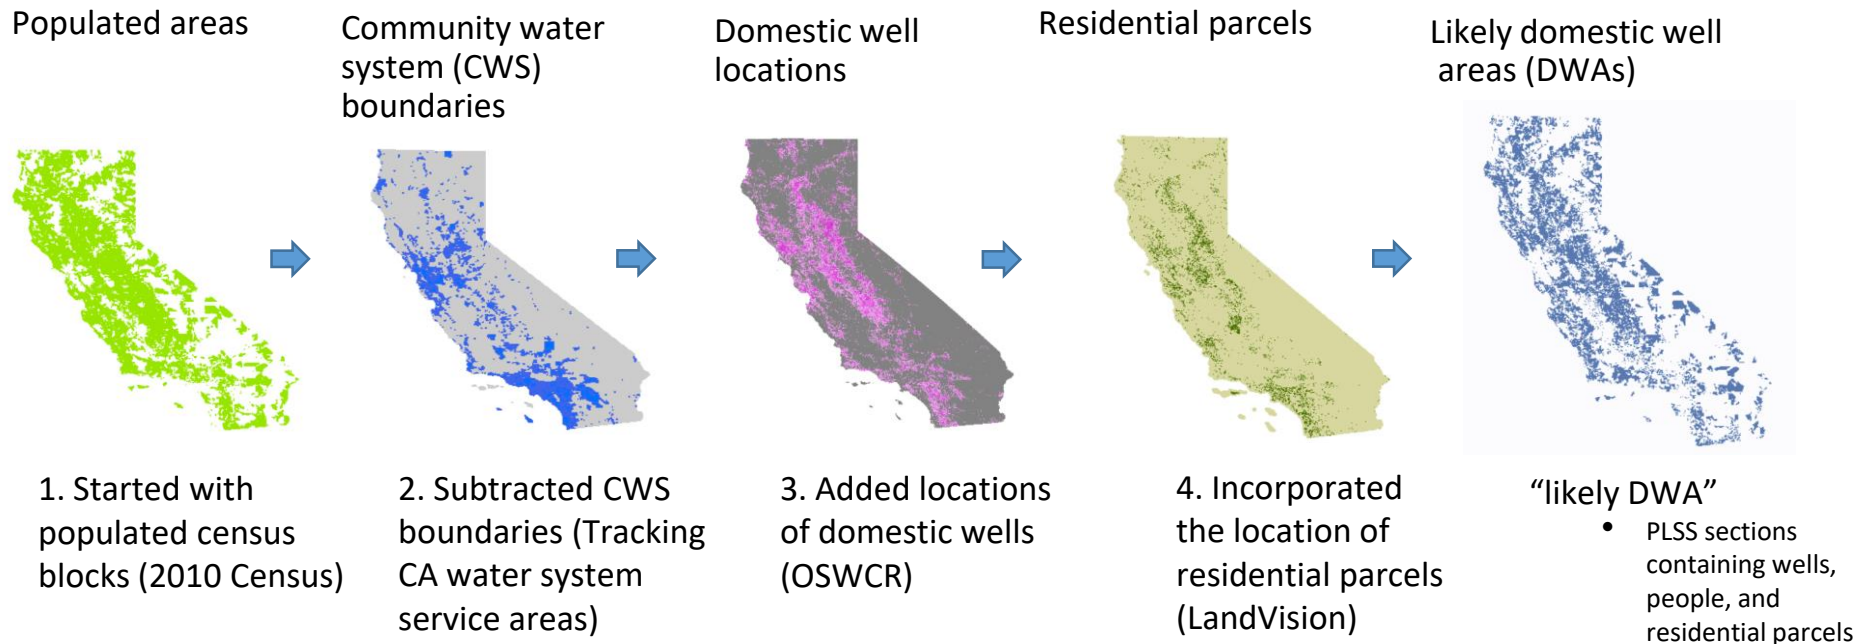 Populated areas
Community water
system (CWS)
boundaries
Domestic well
locations
Residential parcels
Likely domestic well
areas (DWAs)
1. Started with
populated census
blocks (2010 Census)
2. Subtracted CWS
boundaries (Tracking
CA water system
service areas)
3. Added locations
of domestic wells
(OSWCR)
4. Incorporated
the location of
residential parcels
(LandVision)
“likely DWA”
• PLSS sections
containing wells,
people, and
residential parcels